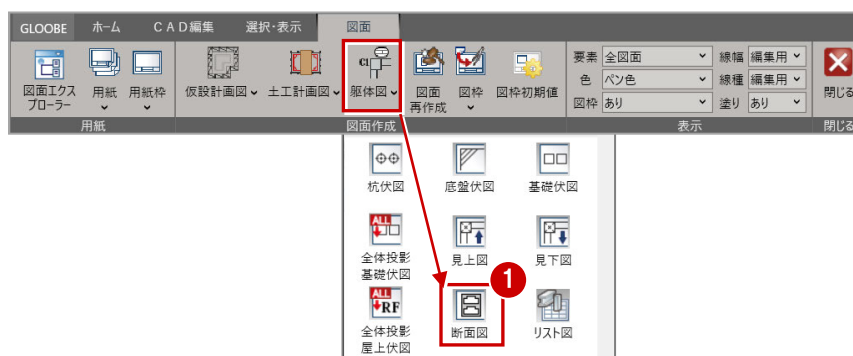 GLOOBE ホーム CAD編集 選択・表示 図面
図面エクス
プローラー
用紙
用紙枠
仮設計画図
土工計画図
C1
躯体図
図面
再作成
図枠
図枠初期値
要素 全図面 線幅 編集用
色 ペン色 線種 編集用
図枠 あり 塗り あり
閉じる
用紙 図面作成 表示 閉じる
杭伏図 底盤伏図 基礎伏図
ALL
全体投影
基礎伏図
見上図 見下図
1
ALL
RF
全体投影
屋上伏図
断面図 リスト図